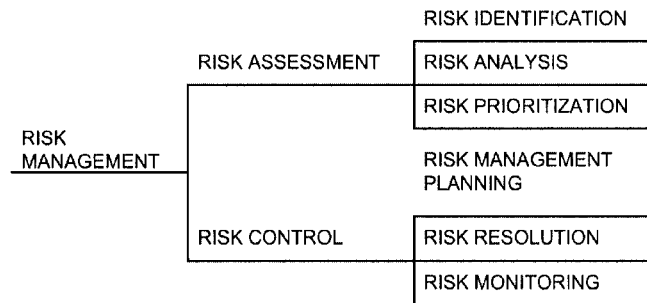 RISK IDENTIFICATION
RISK ASSESSMENT
RISK ANALYSIS
RISK PRIORITIZATION
RISK
MANAGEMENT
RISK MANAGEMENT
PLANNING
RISK CONTROL
RISK RESOLUTION
RISK MONITORING